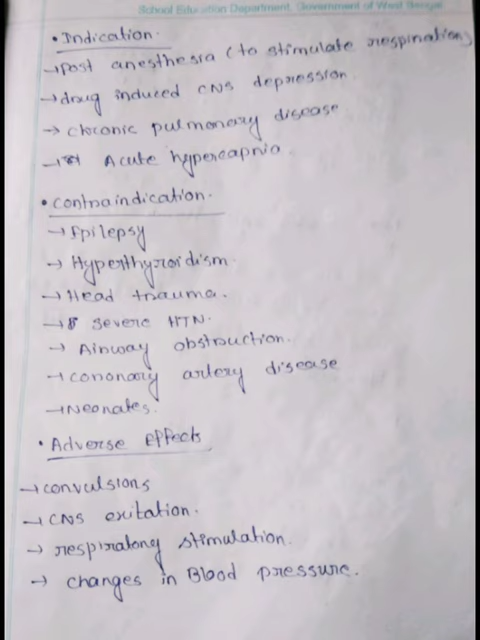 School Education Department, Government of West Bengal
• Indication.
→ Post anesthesia (to stimulate respiration)
→ drug induced CNS depression.
→ Chronic pulmonary disease
→ Acute hypercapnia.
• Contraindication.
→ Epilepsy
→ Hyperthyroidism.
→ Head trauma.
→ severe HTN.
→ Airway obstruction.
→ coronary artery disease
→ Neonates.
• Adverse effects
→ convulsions
→ CNS exitation.
→ respiratory stimulation.
→ changes in Blood pressure.